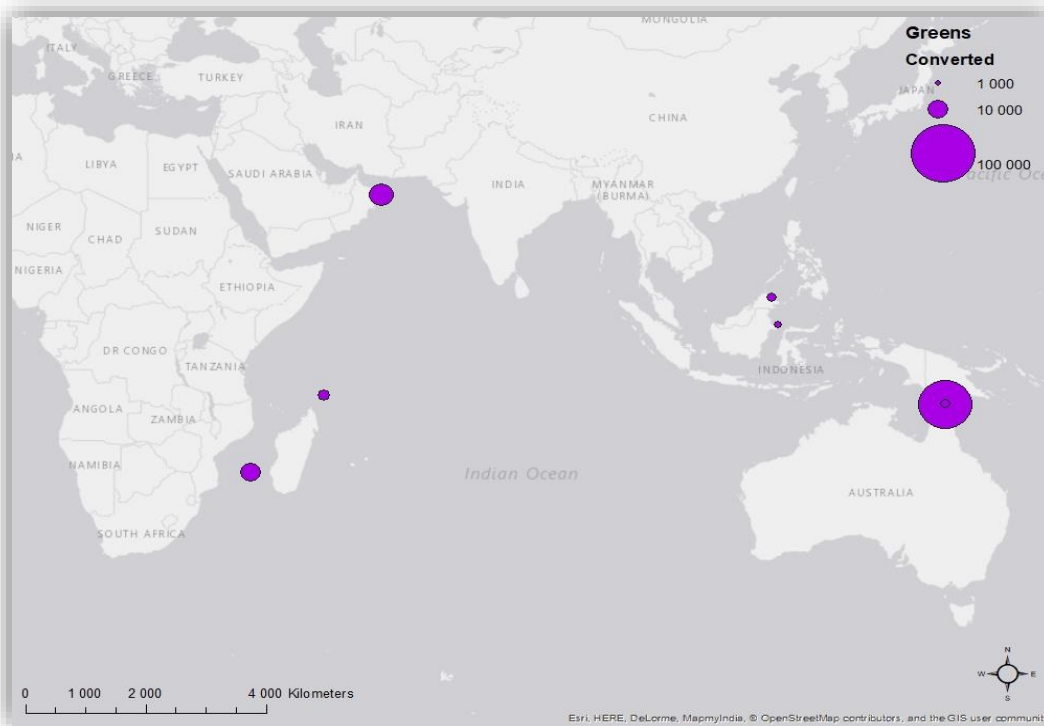 MONGOLIA
Greens
Converted
1 000
10 000
100 000
ITALY
GREECE
TURKEY
JAPAN
IRAN
CHINA
IA
LIBYA
EGYPT
SAUDI ARABIA
INDIA
MYANMAR
(BURMA)
acific Oce
NIGER
CHAD
SUDAN
NIGERIA
ETHIOPIA
DR CONGO
TANZANIA
INDONESIA
ANGOLA
ZAMBIA
NAMIBIA
Indian Ocean
AUSTRALIA
SOUTH AFRICA
N
W
E
S
0 1 000 2 000 4 000 Kilometers
Esri, HERE, DeLorme, MapmyIndia, © OpenStreetMap contributors, and the GIS user communit